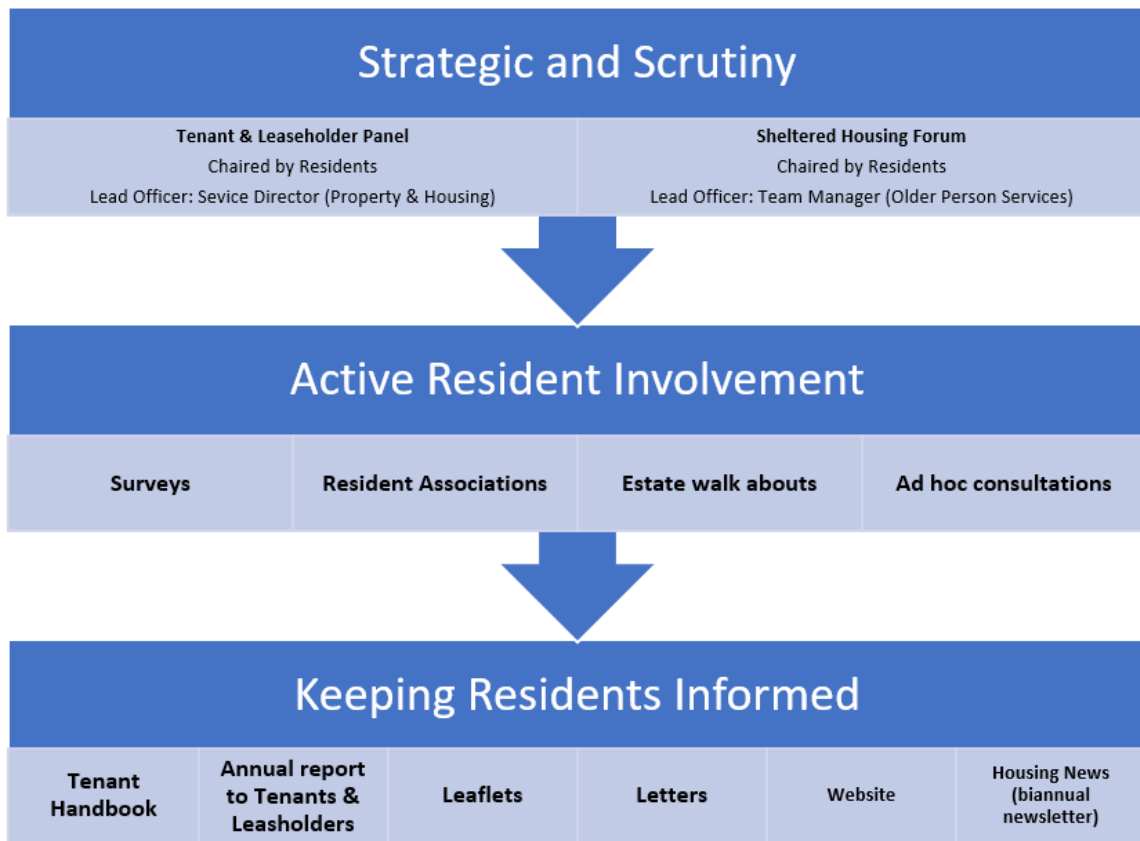 Strategic and Scrutiny
Tenant & Leaseholder Panel
Chaired by Residents
Lead Officer: Sevice Director (Property & Housing)
Sheltered Housing Forum
Chaired by Residents
Lead Officer: Team Manager (Older Person Services)
Active Resident Involvement
Surveys
Resident Associations
Estate walk abouts
Ad hoc consultations
Keeping Residents Informed
Tenant
Handbook
Annual report
to Tenants &
Leasholders
Leaflets
Letters
Website
Housing News
(biannual
newsletter)